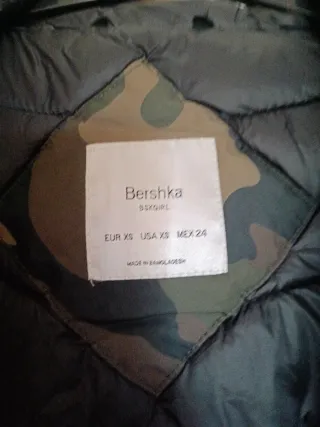 Bershka
BSKGIRL
EUR XS USA XS MEX 24
MADE IN BANGLADESH